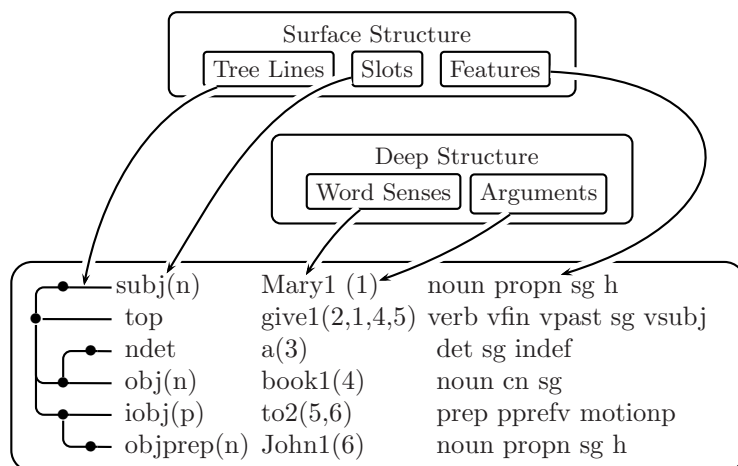 Surface Structure
Tree Lines Slots Features
Deep Structure
Word Senses Arguments
subj(n) Mary1 (1) noun propn sg h
top give1(2,1,4,5) verb vfin vpast sg vsubj
ndet a(3) det sg indef
obj(n) book1(4) noun cn sg
iobj(p) to2(5,6) prep pprefv motionp
objprep(n) John1(6) noun propn sg h